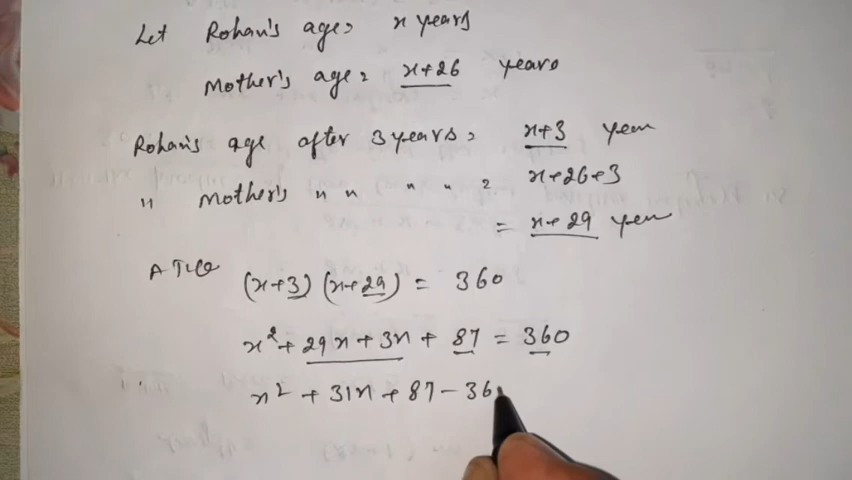 Let Rohan's age = x years
Mother's age = x+26 years
Rohan's age after 3 years = x+3 year
" Mother's " " " " = x+26+3
= x+29 year
ATQ (x+3) (x+29) = 360
x² + 29x + 3x + 87 = 360
x² + 31x + 87 - 36